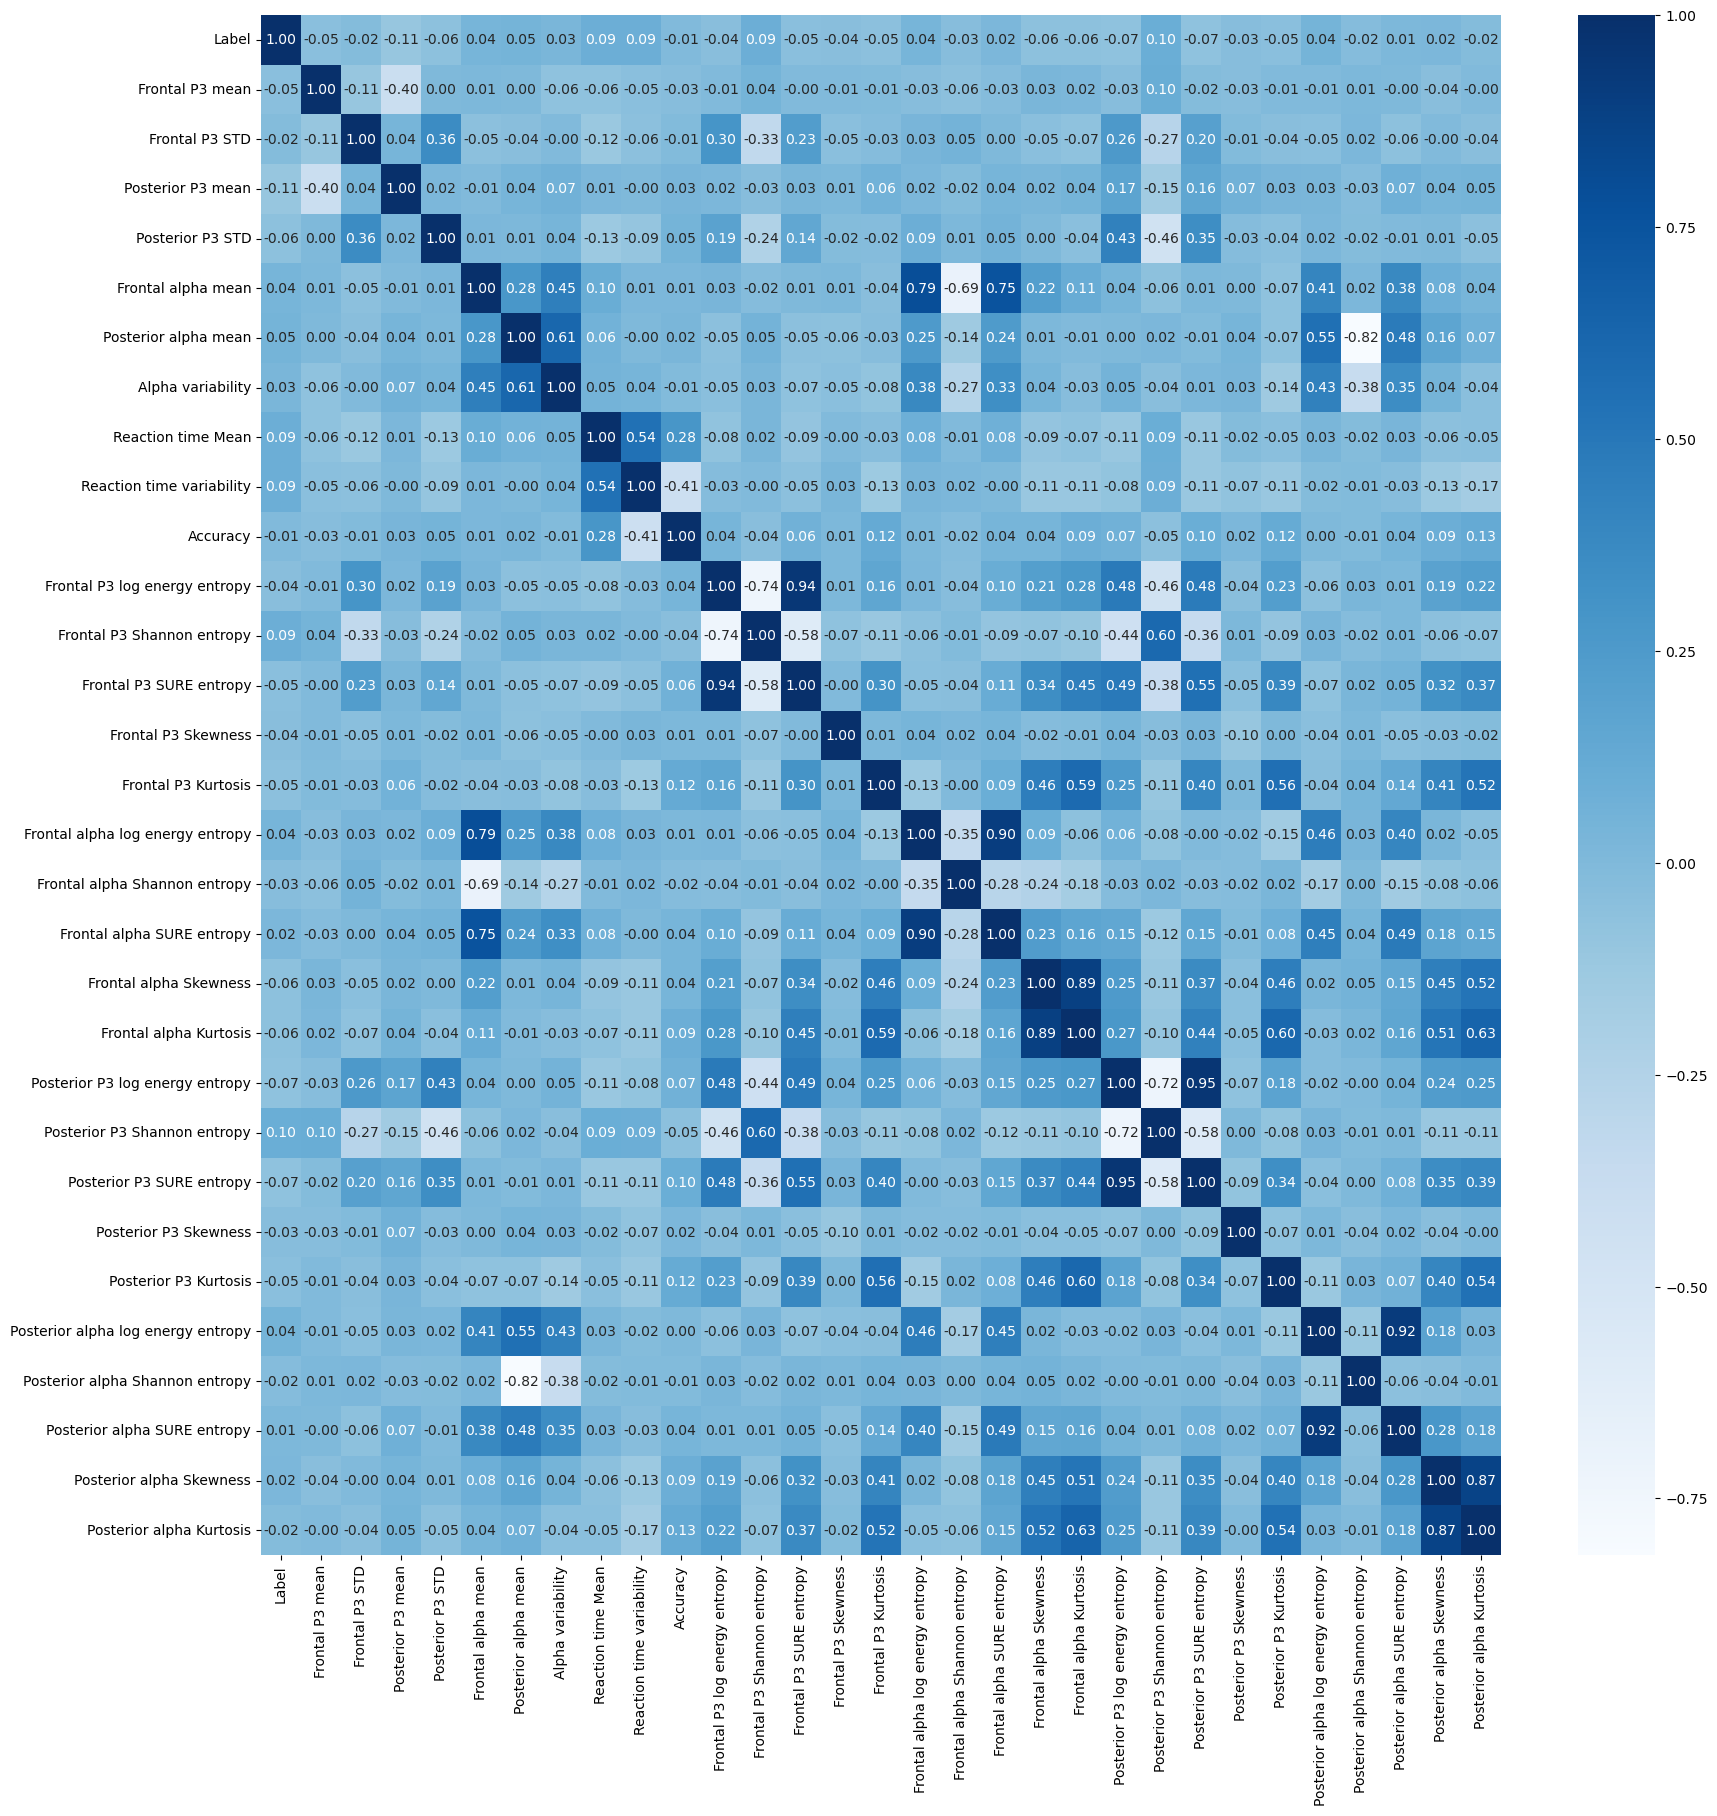 Label 1.00 -0.05 -0.02 -0.11 -0.06 0.04 0.05 0.03 0.09 0.09 -0.01 -0.04 0.09 -0.05 -0.04 -0.05 0.04 -0.03 0.02 -0.06 -0.06 -0.07 0.10 -0.07 -0.03 -0.05 0.04 -0.02 0.01 0.02 -0.02
Frontal P3 mean -0.05 1.00 -0.11 -0.40 0.00 0.01 0.00 -0.06 -0.06 -0.05 -0.03 -0.01 0.04 -0.00 -0.01 -0.01 -0.03 -0.06 -0.03 0.03 0.02 -0.03 0.10 -0.02 -0.03 -0.01 -0.01 0.01 -0.00 -0.04 -0.00
Frontal P3 STD -0.02 -0.11 1.00 0.04 0.36 -0.05 -0.04 -0.00 -0.12 -0.06 -0.01 0.30 -0.33 0.23 -0.05 -0.03 0.03 0.05 0.00 -0.05 -0.07 0.26 -0.27 0.20 -0.01 -0.04 -0.05 0.02 -0.06 -0.00 -0.04
Posterior P3 mean -0.11 -0.40 0.04 1.00 0.02 -0.01 0.04 0.07 0.01 -0.00 0.03 0.02 -0.03 0.03 0.01 0.06 0.02 -0.02 0.04 0.02 0.04 0.17 -0.15 0.16 0.07 0.03 0.03 -0.03 0.07 0.04 0.05
Posterior P3 STD -0.06 0.00 0.36 0.02 1.00 0.01 0.01 0.04 -0.13 -0.09 0.05 0.19 -0.24 0.14 -0.02 -0.02 0.09 0.01 0.05 0.00 -0.04 0.43 -0.46 0.35 -0.03 -0.04 0.02 -0.02 -0.01 0.01 -0.05
Frontal alpha mean 0.04 0.01 -0.05 -0.01 0.01 1.00 0.28 0.45 0.10 0.01 0.01 0.03 -0.02 0.01 0.01 -0.04 0.79 -0.69 0.75 0.22 0.11 0.04 -0.06 0.01 0.00 -0.07 0.41 0.02 0.38 0.08 0.04
Posterior alpha mean 0.05 0.00 -0.04 0.04 0.01 0.28 1.00 0.61 0.06 -0.00 0.02 -0.05 0.05 -0.05 -0.06 -0.03 0.25 -0.14 0.24 0.01 -0.01 0.00 0.02 -0.01 0.04 -0.07 0.55 -0.82 0.48 0.16 0.07
Alpha variability 0.03 -0.06 -0.00 0.07 0.04 0.45 0.61 1.00 0.05 0.04 -0.01 -0.05 0.03 -0.07 -0.05 -0.08 0.38 -0.27 0.33 0.04 -0.03 0.05 -0.04 0.01 0.03 -0.14 0.43 -0.38 0.35 0.04 -0.04
Reaction time Mean 0.09 -0.06 -0.12 0.01 -0.13 0.10 0.06 0.05 1.00 0.54 0.28 -0.08 0.02 -0.09 -0.00 -0.03 0.08 -0.01 0.08 -0.09 -0.07 -0.11 0.09 -0.11 -0.02 -0.05 0.03 -0.02 0.03 -0.06 -0.05
Reaction time variability 0.09 -0.05 -0.06 -0.00 -0.09 0.01 -0.00 0.04 0.54 1.00 -0.41 -0.03 -0.00 -0.05 0.03 -0.13 0.03 0.02 -0.00 -0.11 -0.11 -0.08 0.09 -0.11 -0.07 -0.11 -0.02 -0.01 -0.03 -0.13 -0.17
Accuracy -0.01 -0.03 -0.01 0.03 0.05 0.01 0.02 -0.01 0.28 -0.41 1.00 0.04 -0.04 0.06 0.01 0.12 0.01 -0.02 0.04 0.04 0.09 0.07 -0.05 0.10 0.02 0.12 0.00 -0.01 0.04 0.09 0.13
Frontal P3 log energy entropy -0.04 -0.01 0.30 0.02 0.19 0.03 -0.05 -0.05 -0.08 -0.03 0.04 1.00 -0.74 0.94 0.01 0.16 0.01 -0.04 0.10 0.21 0.28 0.48 -0.46 0.48 -0.04 0.23 -0.06 0.03 0.01 0.19 0.22
Frontal P3 Shannon entropy 0.09 0.04 -0.33 -0.03 -0.24 -0.02 0.05 0.03 0.02 -0.00 -0.04 -0.74 1.00 -0.58 -0.07 -0.11 -0.06 -0.01 -0.09 -0.07 -0.10 -0.44 0.60 -0.36 0.01 -0.09 0.03 -0.02 0.01 -0.06 -0.07
Frontal P3 SURE entropy -0.05 -0.00 0.23 0.03 0.14 0.01 -0.05 -0.07 -0.09 -0.05 0.06 0.94 -0.58 1.00 -0.00 0.30 -0.05 -0.04 0.11 0.34 0.45 0.49 -0.38 0.55 -0.05 0.39 -0.07 0.02 0.05 0.32 0.37
Frontal P3 Skewness -0.04 -0.01 -0.05 0.01 -0.02 0.01 -0.06 -0.05 -0.00 0.03 0.01 0.01 -0.07 -0.00 1.00 0.01 0.04 0.02 0.04 -0.02 -0.01 0.04 -0.03 0.03 -0.10 0.00 -0.04 0.01 -0.05 -0.03 -0.02
Frontal P3 Kurtosis -0.05 -0.01 -0.03 0.06 -0.02 -0.04 -0.03 -0.08 -0.03 -0.13 0.12 0.16 -0.11 0.30 0.01 1.00 -0.13 -0.00 0.09 0.46 0.59 0.25 -0.11 0.40 0.01 0.56 -0.04 0.04 0.14 0.41 0.52
Frontal alpha log energy entropy 0.04 -0.03 0.03 0.02 0.09 0.79 0.25 0.38 0.08 0.03 0.01 0.01 -0.06 -0.05 0.04 -0.13 1.00 -0.35 0.90 0.09 -0.06 0.06 -0.08 -0.00 -0.02 -0.15 0.46 0.03 0.40 0.02 -0.05
Frontal alpha Shannon entropy -0.03 -0.06 0.05 -0.02 0.01 -0.69 -0.14 -0.27 -0.01 0.02 -0.02 -0.04 -0.01 -0.04 0.02 -0.00 -0.35 1.00 -0.28 -0.24 -0.18 -0.03 0.02 -0.03 -0.02 0.02 -0.17 0.00 -0.15 -0.08 -0.06
Frontal alpha SURE entropy 0.02 -0.03 0.00 0.04 0.05 0.75 0.24 0.33 0.08 -0.00 0.04 0.10 -0.09 0.11 0.04 0.09 0.90 -0.28 1.00 0.23 0.16 0.15 -0.12 0.15 -0.01 0.08 0.45 0.04 0.49 0.18 0.15
Frontal alpha Skewness -0.06 0.03 -0.05 0.02 0.00 0.22 0.01 0.04 -0.09 -0.11 0.04 0.21 -0.07 0.34 -0.02 0.46 0.09 -0.24 0.23 1.00 0.89 0.25 -0.11 0.37 -0.04 0.46 0.02 0.05 0.15 0.45 0.52
Frontal alpha Kurtosis -0.06 0.02 -0.07 0.04 -0.04 0.11 -0.01 -0.03 -0.07 -0.11 0.09 0.28 -0.10 0.45 -0.01 0.59 -0.06 -0.18 0.16 0.89 1.00 0.27 -0.10 0.44 -0.05 0.60 -0.03 0.02 0.16 0.51 0.63
Posterior P3 log energy entropy -0.07 -0.03 0.26 0.17 0.43 0.04 0.00 0.05 -0.11 -0.08 0.07 0.48 -0.44 0.49 0.04 0.25 0.06 -0.03 0.15 0.25 0.27 1.00 -0.72 0.95 -0.07 0.18 -0.02 -0.00 0.04 0.24 0.25
Posterior P3 Shannon entropy 0.10 0.10 -0.27 -0.15 -0.46 -0.06 0.02 -0.04 0.09 0.09 -0.05 -0.46 0.60 -0.38 -0.03 -0.11 -0.08 0.02 -0.12 -0.11 -0.10 -0.72 1.00 -0.58 0.00 -0.08 0.03 -0.01 0.01 -0.11 -0.11
Posterior P3 SURE entropy -0.07 -0.02 0.20 0.16 0.35 0.01 -0.01 0.01 -0.11 -0.11 0.10 0.48 -0.36 0.55 0.03 0.40 -0.00 -0.03 0.15 0.37 0.44 0.95 -0.58 1.00 -0.09 0.34 -0.04 0.00 0.08 0.35 0.39
Posterior P3 Skewness -0.03 -0.03 -0.01 0.07 -0.03 0.00 0.04 0.03 -0.02 -0.07 0.02 -0.04 0.01 -0.05 -0.10 0.01 -0.02 -0.02 -0.01 -0.04 -0.05 -0.07 0.00 -0.09 1.00 -0.07 0.01 -0.04 0.02 -0.04 -0.00
Posterior P3 Kurtosis -0.05 -0.01 -0.04 0.03 -0.04 -0.07 -0.07 -0.14 -0.05 -0.11 0.12 0.23 -0.09 0.39 0.00 0.56 -0.15 0.02 0.08 0.46 0.60 0.18 -0.08 0.34 -0.07 1.00 -0.11 0.03 0.07 0.40 0.54
Posterior alpha log energy entropy 0.04 -0.01 -0.05 0.03 0.02 0.41 0.55 0.43 0.03 -0.02 0.00 -0.06 0.03 -0.07 -0.04 -0.04 0.46 -0.17 0.45 0.02 -0.03 -0.02 0.03 -0.04 0.01 -0.11 1.00 -0.11 0.92 0.18 0.03
Posterior alpha Shannon entropy -0.02 0.01 0.02 -0.03 -0.02 0.02 -0.82 -0.38 -0.02 -0.01 -0.01 0.03 -0.02 0.02 0.01 0.04 0.03 0.00 0.04 0.05 0.02 -0.00 -0.01 0.00 -0.04 0.03 -0.11 1.00 -0.06 -0.04 -0.01
Posterior alpha SURE entropy 0.01 -0.00 -0.06 0.07 -0.01 0.38 0.48 0.35 0.03 -0.03 0.04 0.01 0.01 0.05 -0.05 0.14 0.40 -0.15 0.49 0.15 0.16 0.04 0.01 0.08 0.02 0.07 0.92 -0.06 1.00 0.28 0.18
Posterior alpha Skewness 0.02 -0.04 -0.00 0.04 0.01 0.08 0.16 0.04 -0.06 -0.13 0.09 0.19 -0.06 0.32 -0.03 0.41 0.02 -0.08 0.18 0.45 0.51 0.24 -0.11 0.35 -0.04 0.40 0.18 -0.04 0.28 1.00 0.87
Posterior alpha Kurtosis -0.02 -0.00 -0.04 0.05 -0.05 0.04 0.07 -0.04 -0.05 -0.17 0.13 0.22 -0.07 0.37 -0.02 0.52 -0.05 -0.06 0.15 0.52 0.63 0.25 -0.11 0.39 -0.00 0.54 0.03 -0.01 0.18 0.87 1.00
Label
Frontal P3 mean
Frontal P3 STD
Posterior P3 mean
Posterior P3 STD
Frontal alpha mean
Posterior alpha mean
Alpha variability
Reaction time Mean
Reaction time variability
Accuracy
Frontal P3 log energy entropy
Frontal P3 Shannon entropy
Frontal P3 SURE entropy
Frontal P3 Skewness
Frontal P3 Kurtosis
Frontal alpha log energy entropy
Frontal alpha Shannon entropy
Frontal alpha SURE entropy
Frontal alpha Skewness
Frontal alpha Kurtosis
Posterior P3 log energy entropy
Posterior P3 Shannon entropy
Posterior P3 SURE entropy
Posterior P3 Skewness
Posterior P3 Kurtosis
Posterior alpha log energy entropy
Posterior alpha Shannon entropy
Posterior alpha SURE entropy
Posterior alpha Skewness
Posterior alpha Kurtosis
1.00
0.75
0.50
0.25
0.00
−0.25
−0.50
−0.75